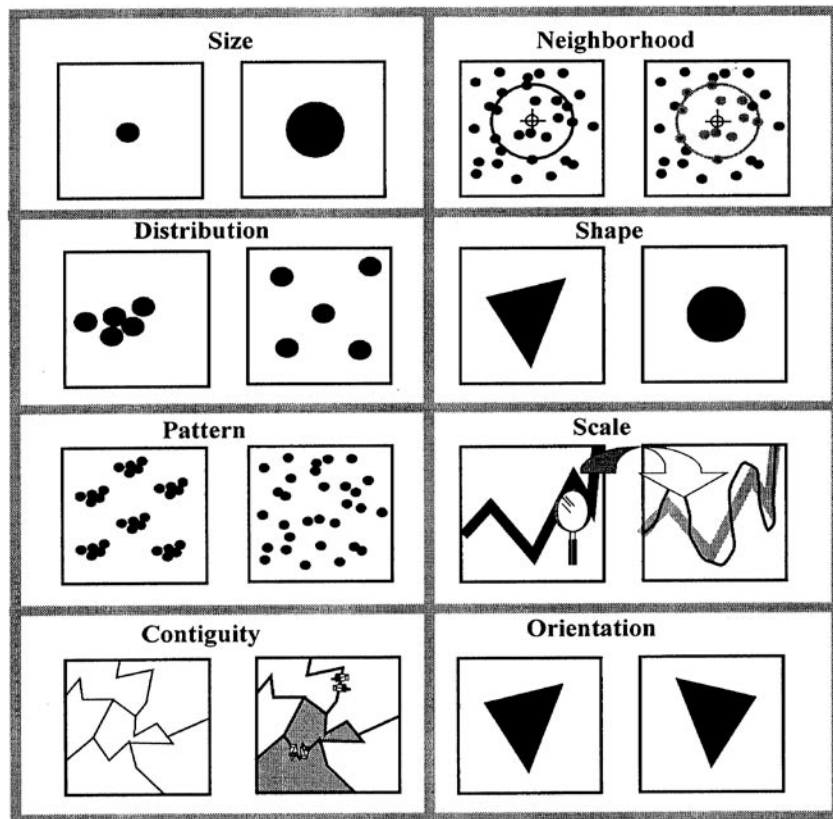 Size
Neighborhood
Distribution
Shape
Pattern
Scale
Contiguity
Orientation